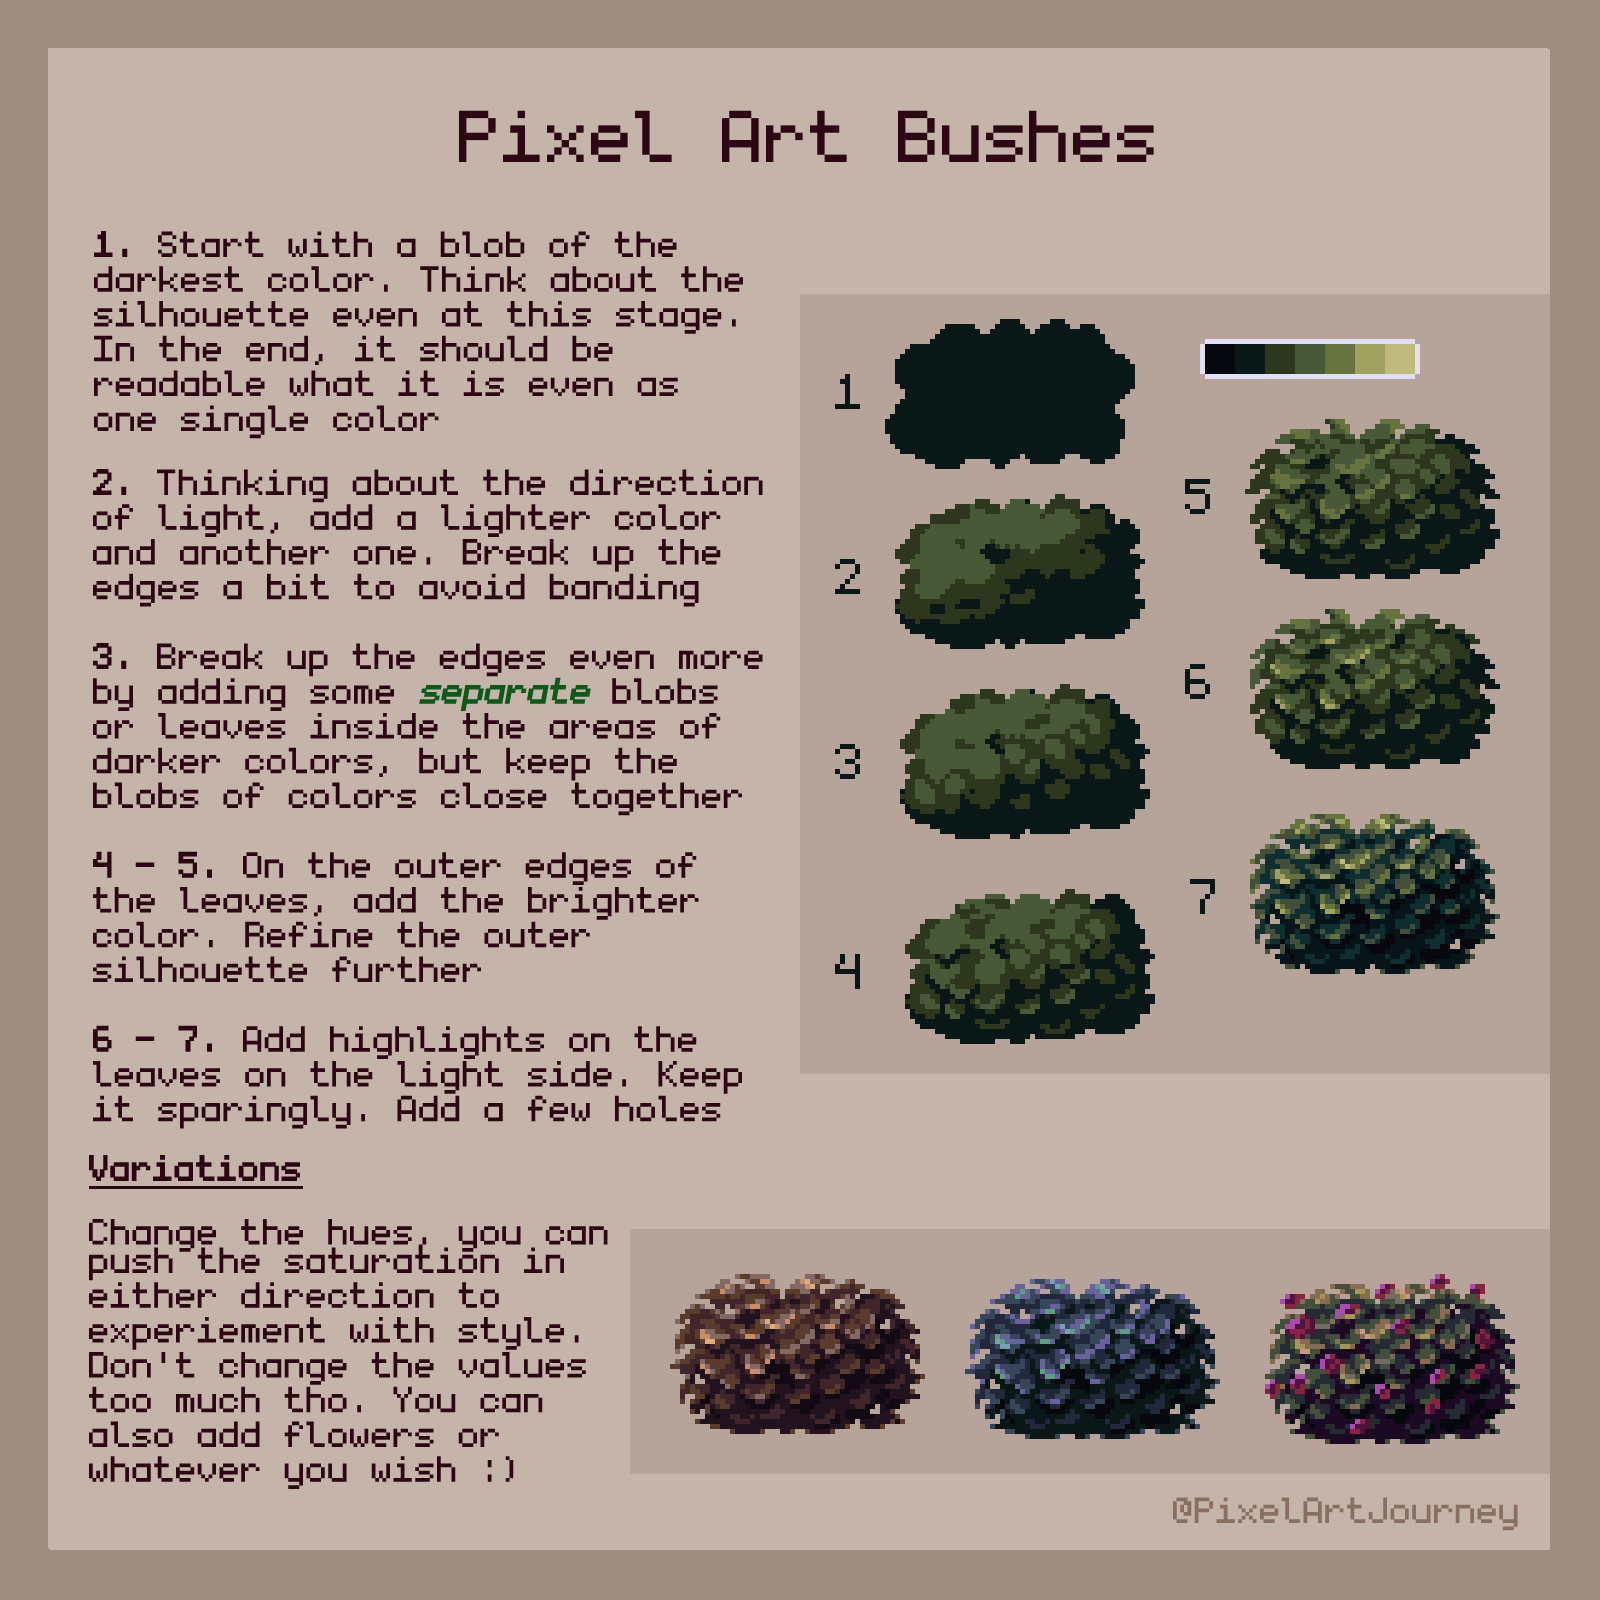 Pixel Art Bushes
1. Start with a blob of the
darkest color. Think about the
silhouette even at this stage.
In the end, it should be
readable what it is even as
one single color
2. Thinking about the direction
of light, add a lighter color
and another one. Break up the
edges a bit to avoid banding
3. Break up the edges even more
by adding some separate blobs
or leaves inside the areas of
darker colors, but keep the
blobs of colors close together
4 - 5. On the outer edges of
the leaves, add the brighter
color. Refine the outer
silhouette further
6 - 7. Add highlights on the
leaves on the light side. Keep
it sparingly. Add a few holes
1
2
3
4
5
6
7
Variations
Change the hues, you can
push the saturation in
either direction to
experiement with style.
Don't change the values
too much tho. You can
also add flowers or
whatever you wish :)
@PixelArtJourney